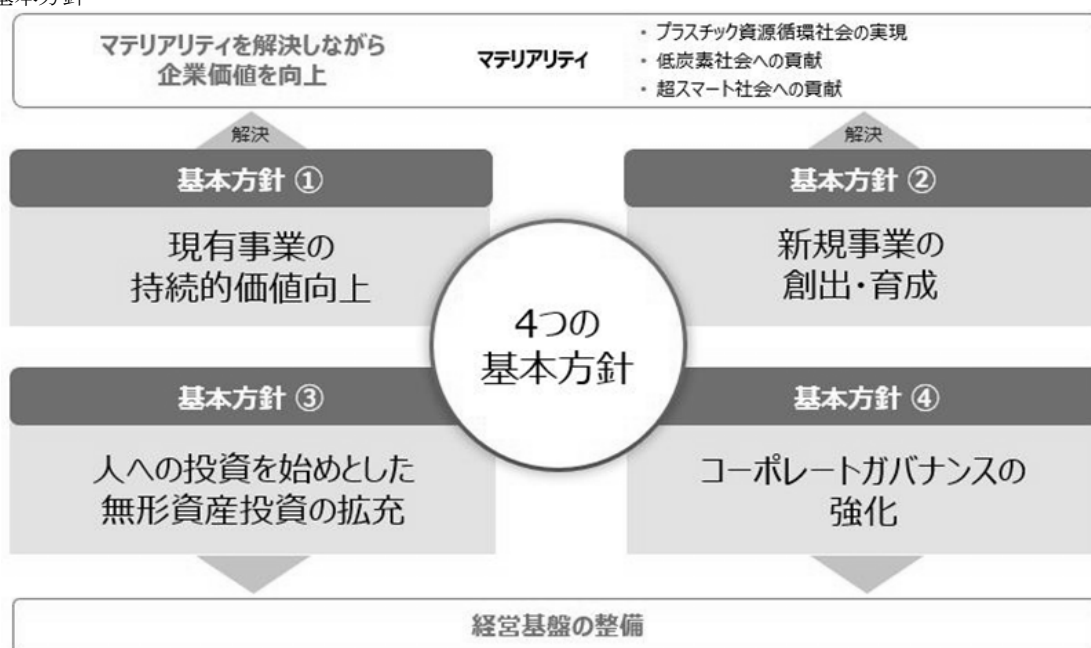 基本方針
マテリアリティを解決しながら
企業価値を向上
マテリアリティ
・ プラスチック資源循環社会の実現
・ 低炭素社会への貢献
・ 超スマート社会への貢献
解決
解決
基本方針 ①
現有事業の
持続的価値向上
基本方針 ②
新規事業の
創出・育成
4つの
基本方針
基本方針 ③
人への投資を始めとした
無形資産投資の拡充
基本方針 ④
コーポレートガバナンスの
強化
経営基盤の整備